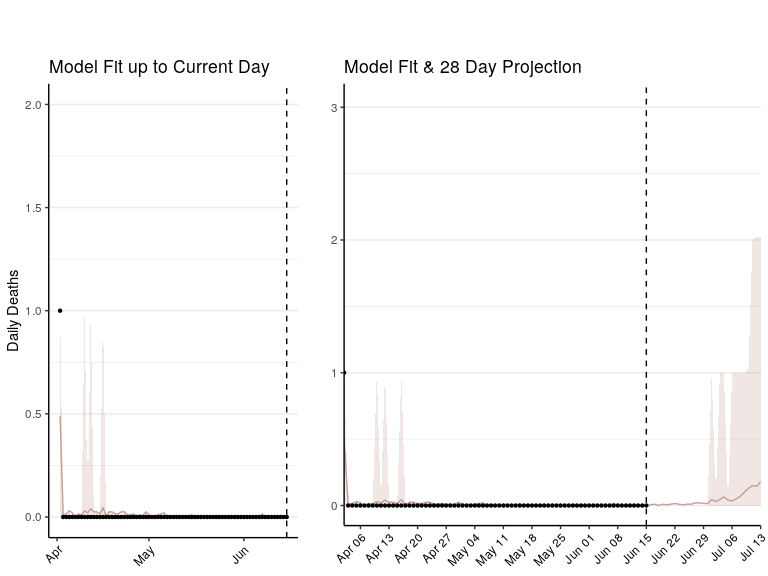 Model Fit up to Current Day
Model Fit & 28 Day Projection
Daily Deaths
2.0
1.5
1.0
0.5
0.0
Apr
May
Jun
3
2
1
0
Apr 06
Apr 13
Apr 20
Apr 27
May 04
May 11
May 18
May 25
Jun 01
Jun 08
Jun 15
Jun 22
Jun 29
Jul 06
Jul 13